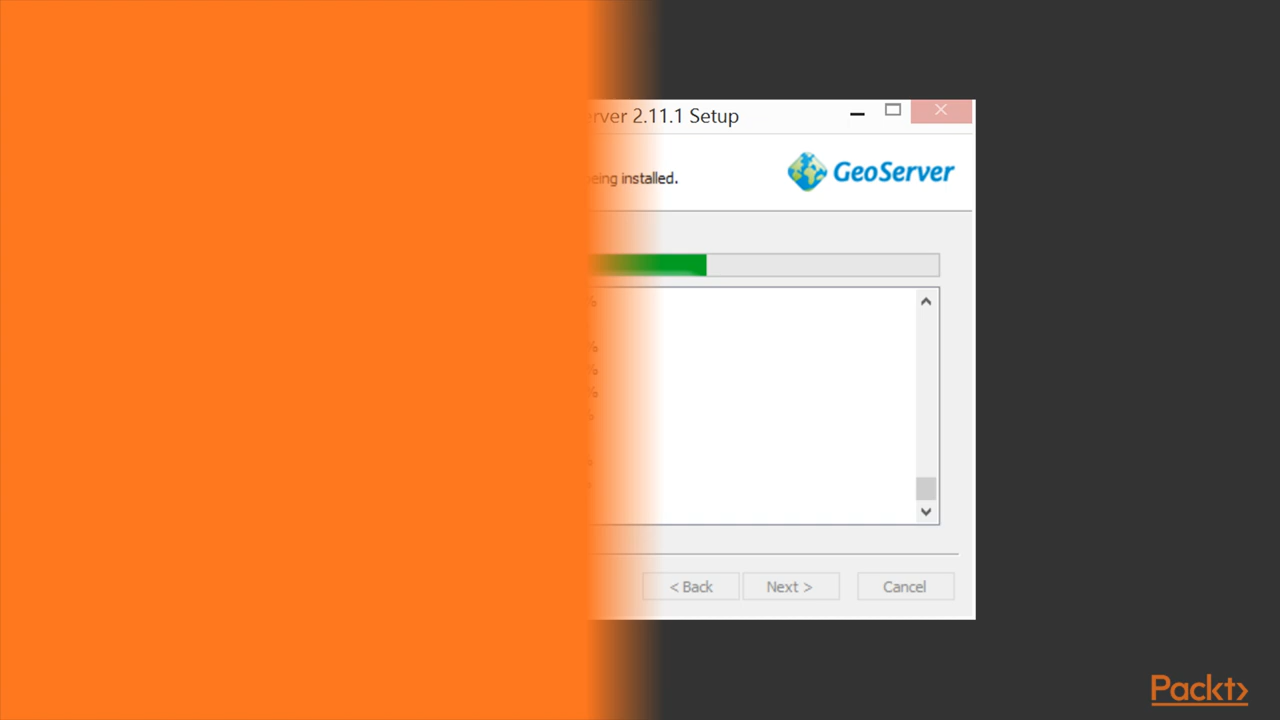 rver 2.11.1 Setup
GeoServer
eing installed.
%
%
%
%
< Back Next > Cancel
Packt>